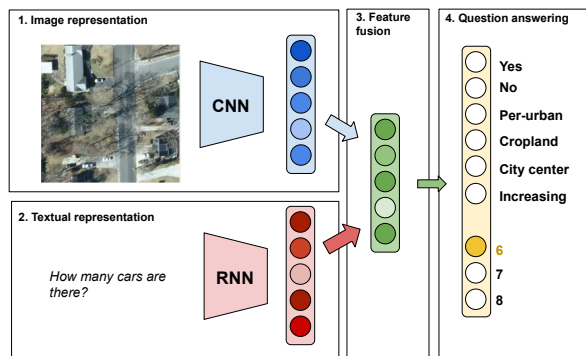 1. Image representation
CNN
2. Textual representation
How many cars are
there?
RNN
3. Feature
fusion
4. Question answering
Yes
No
Per-urban
Cropland
City center
Increasing
6
7
8